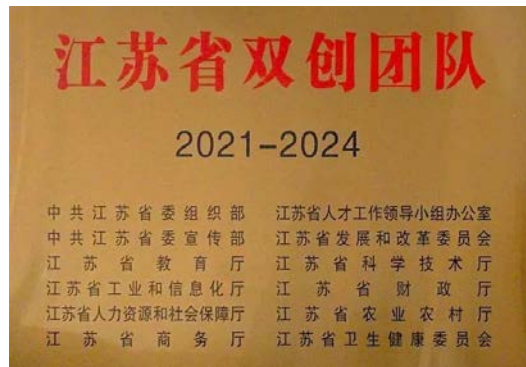 江苏省双创团队
2021-2024
中共江苏省委组织部 江苏省人才工作领导小组办公室
中共江苏省委宣传部 江苏省发展和改革委员会
江苏省教育厅 江苏省科学技术厅
江苏省工业和信息化厅 江苏省财政厅
江苏省人力资源和社会保障厅 江苏省农业农村厅
江苏省商务厅 江苏省卫生健康委员会